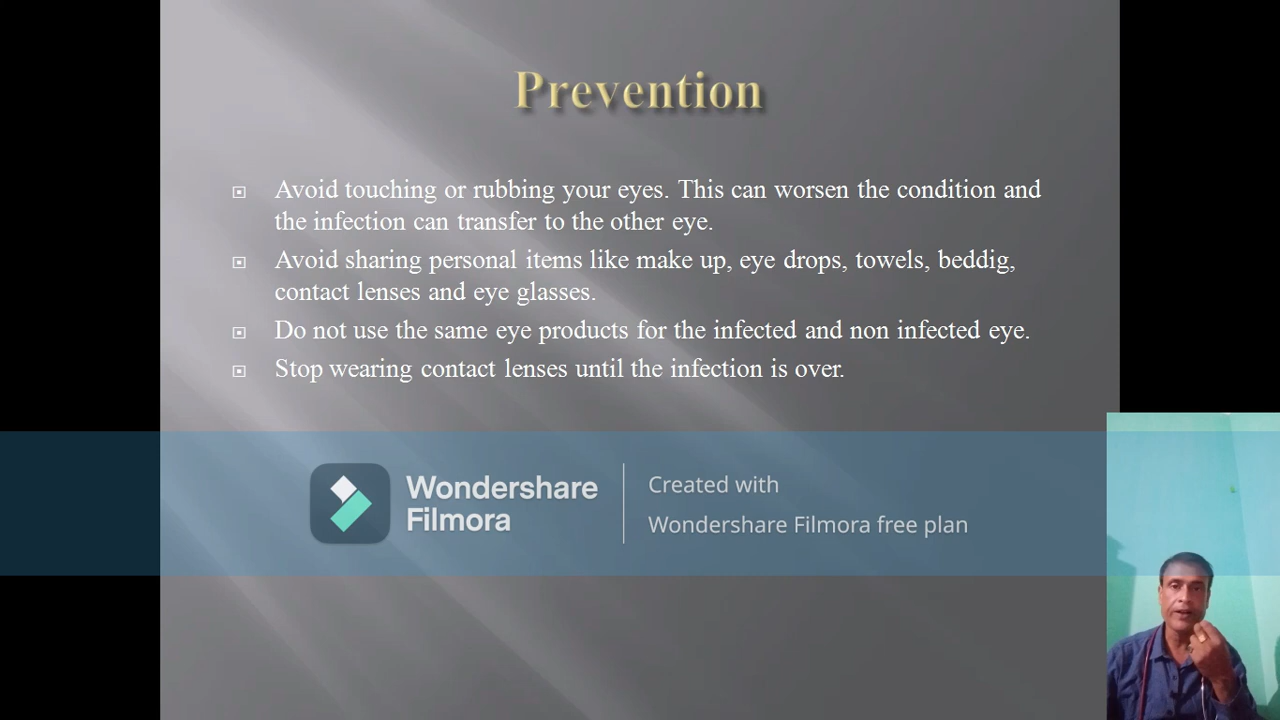 Prevention
Avoid touching or rubbing your eyes. This can worsen the condition and
the infection can transfer to the other eye.
Avoid sharing personal items like make up, eye drops, towels, beddig,
contact lenses and eye glasses.
Do not use the same eye products for the infected and non infected eye.
Stop wearing contact lenses until the infection is over.
Wondershare
Filmora
Created with
Wondershare Filmora free plan